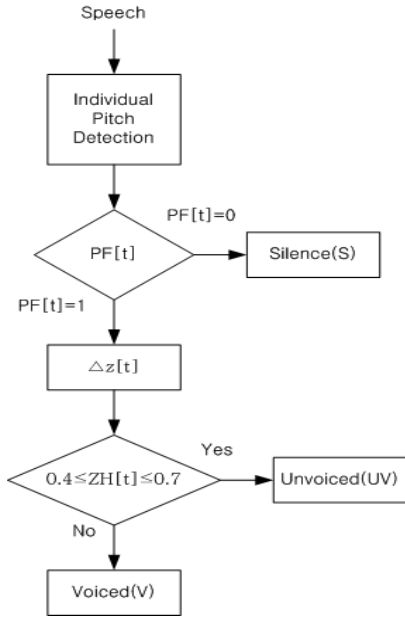 Speech
Individual
Pitch
Detection
PF[t]=0
PF[t]
Silence(S)
PF[t]=1
△z[t]
Yes
0.4≤ZH[t]≤0.7
Unvoiced(UV)
No
Voiced(V)